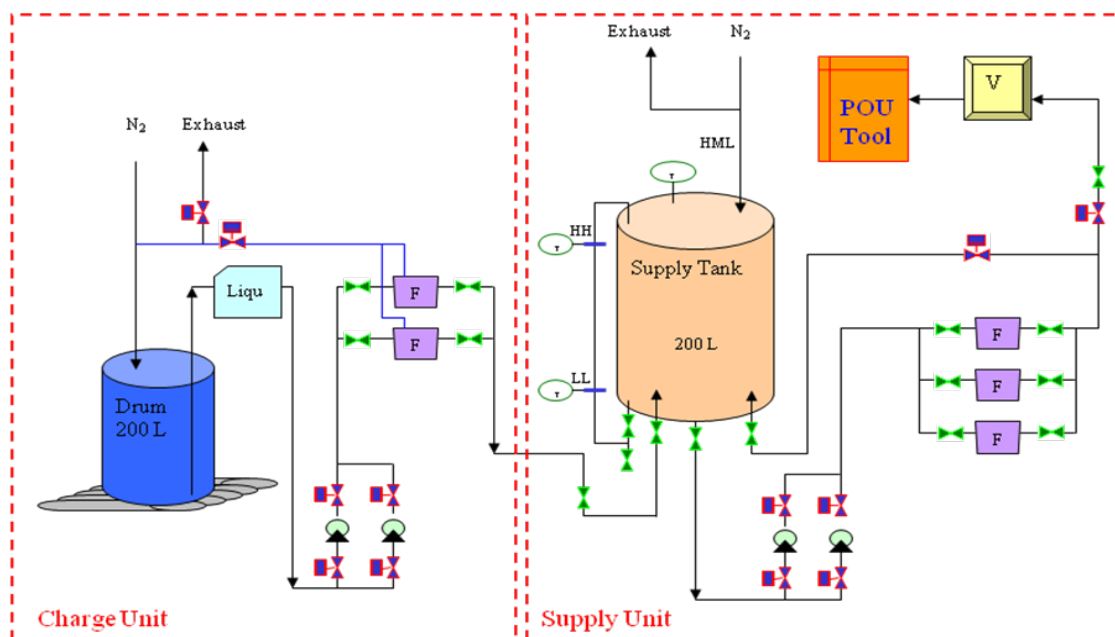 N₂
Exhaust
Liqu
F
F
Drum
200 L
Charge Unit
Exhaust
N₂
HML
T
T
HH
Supply Tank
200 L
T
LL
POU
Tool
V
F
F
F
Supply Unit